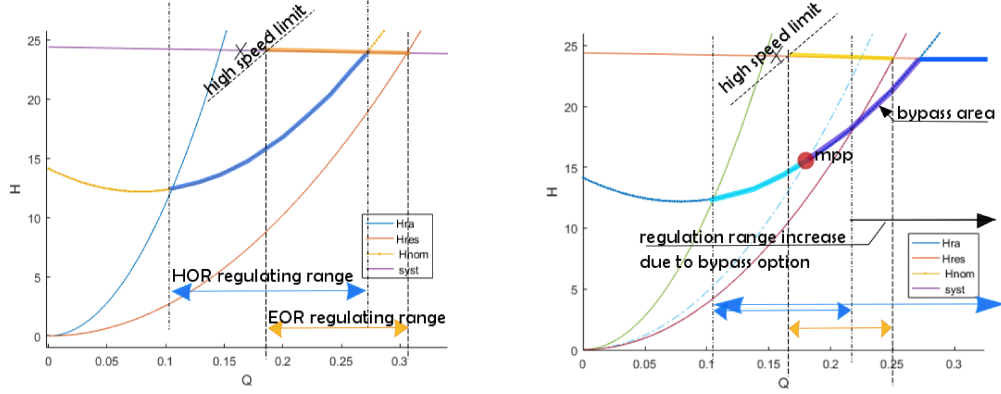 high speed limit
25
20
15
10
5
0
H
0
0.05
0.1
0.15
0.2
0.25
0.3
Q
Hra
Hres
Hnom
syst
HOR regulating range
EOR regulating range
high speed limit
25
20
15
10
5
0
H
0
0.05
0.1
0.15
0.2
0.25
0.3
Q
bypass area
mpp
regulation range increase
due to bypass option
Hra
Hres
Hnom
syst